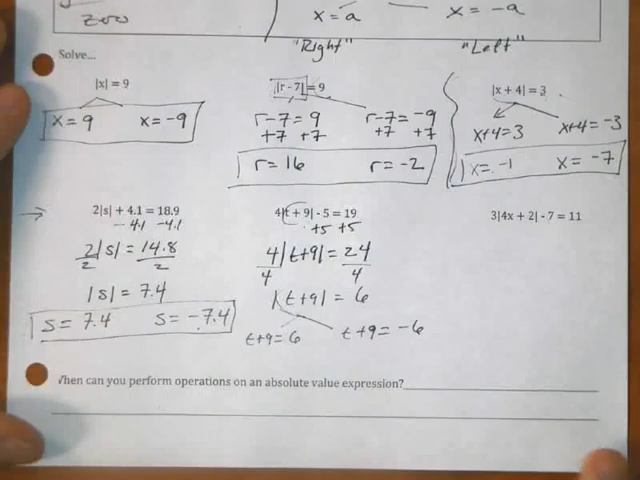 Zero
x = a
x = -a
"Right"
"Left"
Solve...
|x| = 9
x = 9 x = -9
|r - 7| = 9
r-7 = 9 r-7 = -9
+7 +7 +7 +7
r = 16 r = -2
|x + 4| = 3
x+4 = 3 x+4 = -3
x = -1 x = -7
2|s| + 4.1 = 18.9
-4.1 -4.1
2|s| = 14.8
2 2
|s| = 7.4
s = 7.4 s = -7.4
4|t + 9| - 5 = 19
+5 +5
4|t+9| = 24
4 4
|t+9| = 6
t+9 = 6 t+9 = -6
3|4x + 2| - 7 = 11
When can you perform operations on an absolute value expression?